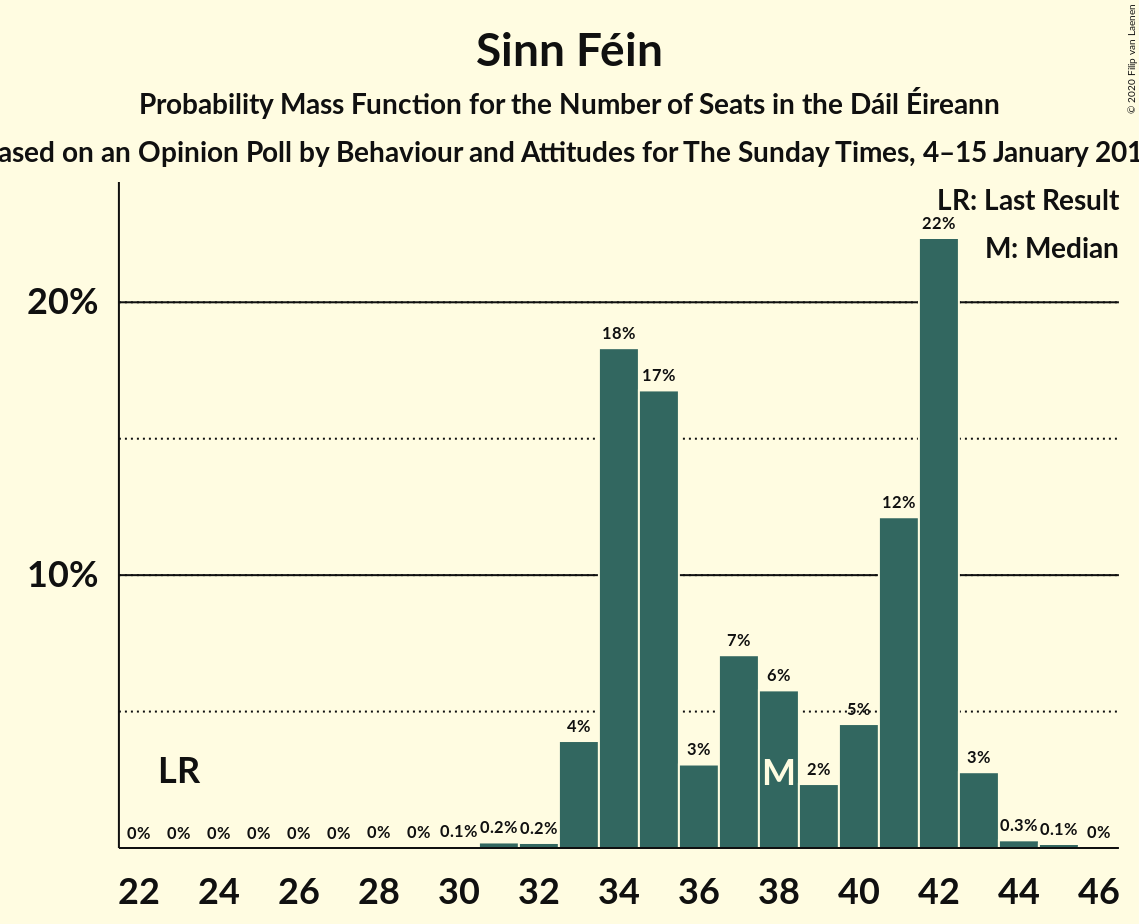 © 2020 Filip van Laenen
Sinn Féin
Probability Mass Function for the Number of Seats in the Dáil Éireann
on an Opinion Poll by Behaviour and Attitudes for The Sunday Times, 4–15 January
LR: Last Result
M: Median
20%
10%
22%
18%
17%
12%
7%
6%
5%
4%
3%
2%
3%
LR
M
0% 0% 0% 0% 0% 0% 0% 0% 0.1% 0.2% 0.2% 0.3% 0.1% 0%
22 24 26 28 30 32 34 36 38 40 42 44 46